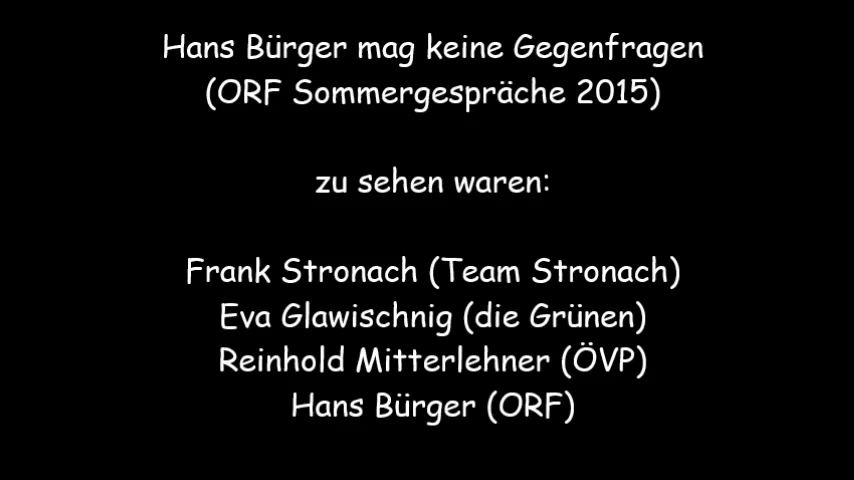 Hans Bürger mag keine Gegenfragen
(ORF Sommergespräche 2015)
zu sehen waren:
Frank Stronach (Team Stronach)
Eva Glawischnig (die Grünen)
Reinhold Mitterlehner (ÖVP)
Hans Bürger (ORF)